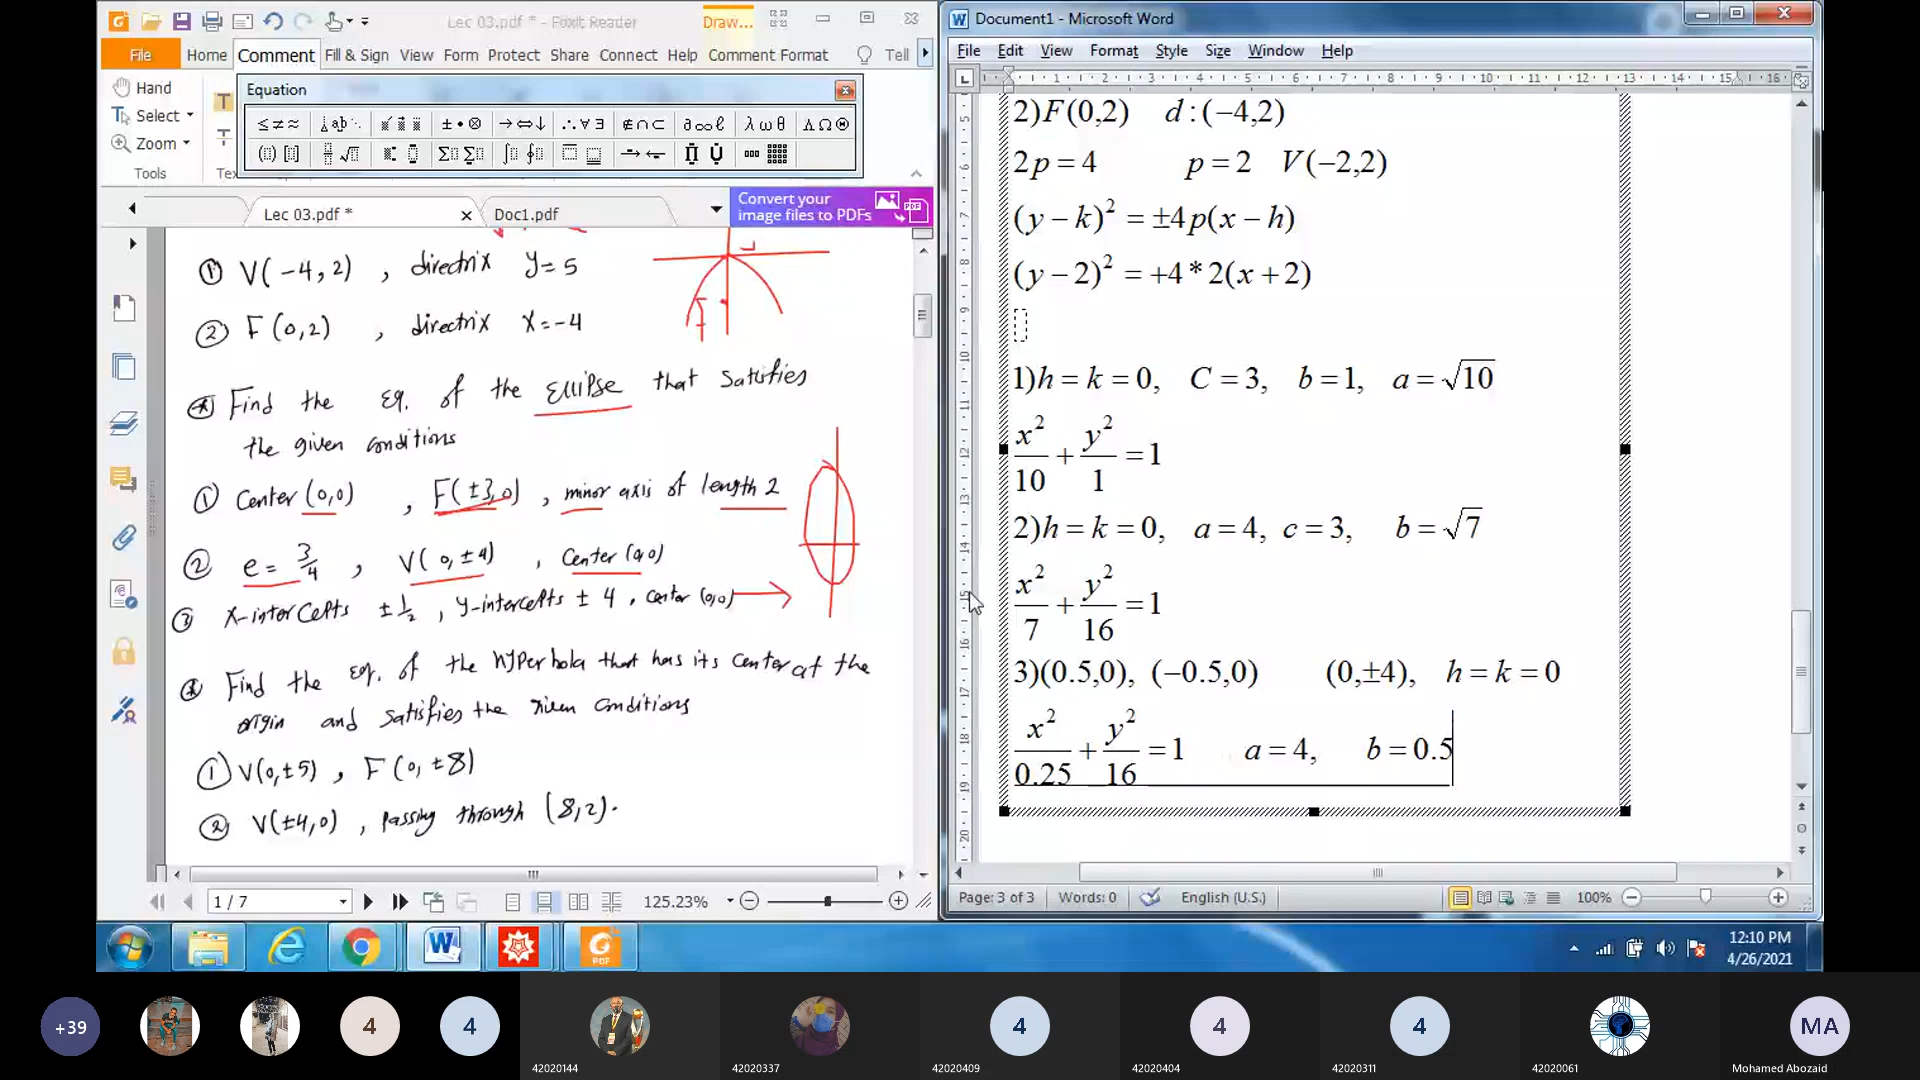 Lec 03.pdf * - Foxit Reader
Draw...
File Home Comment Fill & Sign View Form Protect Share Connect Help Comment Format Tell
Hand
Select
Zoom
Tools
Equation
Lec 03.pdf *
Doc1.pdf
Convert your
image files to PDFs
① V(-4,2) , directrix y=5
② F(0,2) , directrix x=-4
Find the Eq. of the Ellipse that satisfies
the given conditions
① Center (0,0) , F(±3,0) , minor axis of length 2
② e= 3/4 , V(0,±4) , Center (0,0)
③ x-intercepts ±1/2 , y-intercepts ±4 , center (0,0)
Find the eq. of the hyperbola that has its center at the
origin and satisfies the given conditions
① V(0,±5) , F(0,±8)
② V(±4,0) , passing through (8,2).
1 / 7
125.23%
Document1 - Microsoft Word
File Edit View Format Style Size Window Help
2)F(0,2) d:(−4,2)
2p=4 p=2 V(−2,2)
(y−k)²=±4p(x−h)
(y−2)²=+4*2(x+2)
1)h=k=0, C=3, b=1, a=√10
x²/10 + y²/1 =1
2)h=k=0, a=4, c=3, b=√7
x²/7 + y²/16 =1
3)(0.5,0), (−0.5,0) (0,±4), h=k=0
x²/0.25 + y²/16 =1 a=4, b=0.5
Page: 3 of 3 Words: 0 English (U.S.) 100%
12:10 PM
4/26/2021
+39 4 4 4 4 4 MA
42020144 42020337 42020409 42020404 42020311 42020061 Mohamed Abozaid